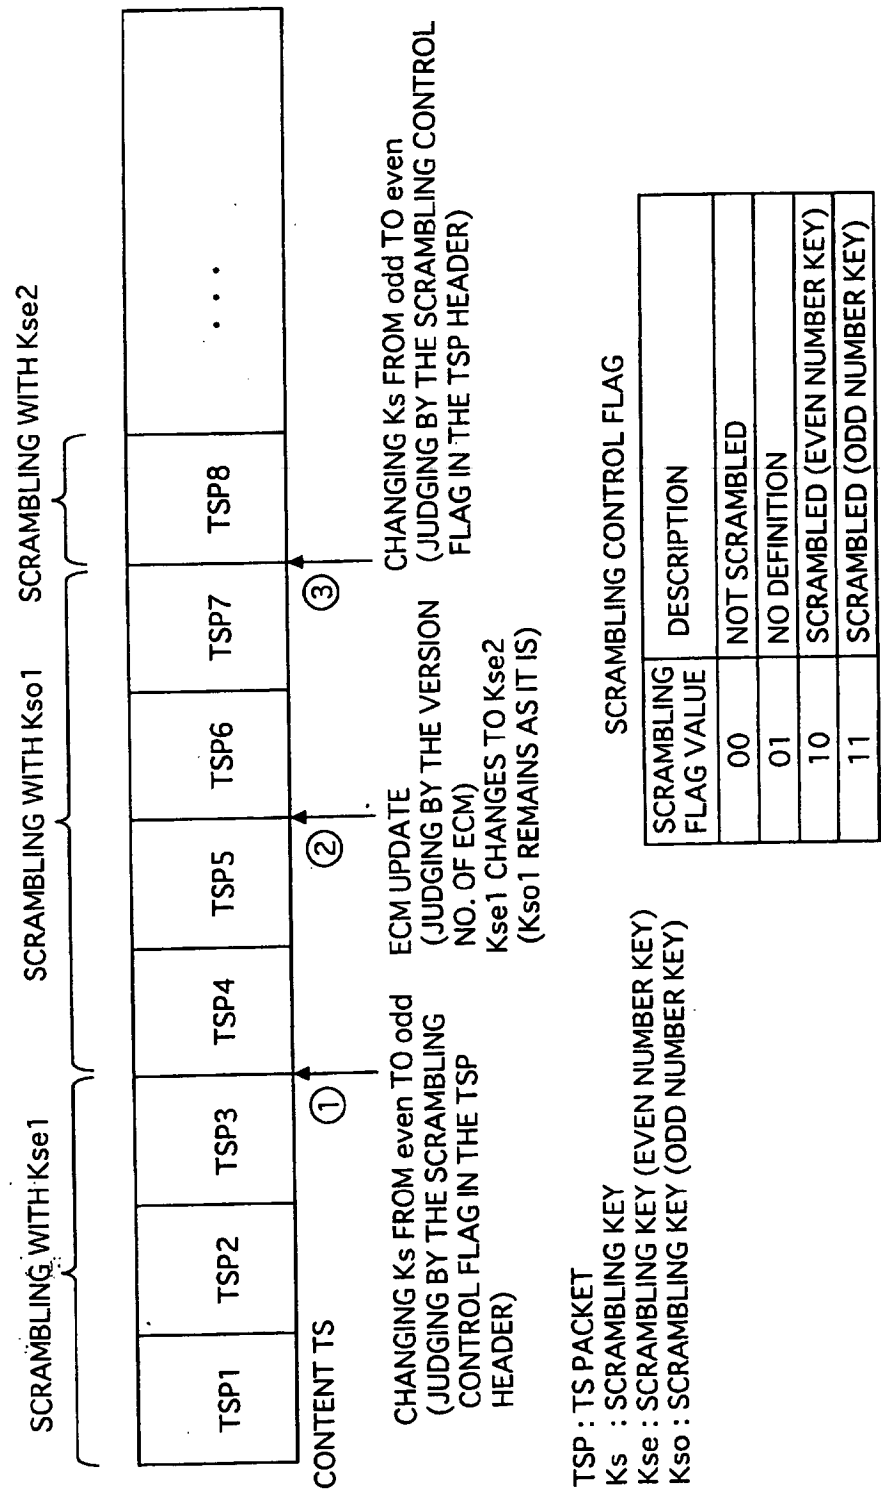 SCRAMBLING WITH Kse1
SCRAMBLING WITH Kso1
SCRAMBLING WITH Kse2
TSP1
TSP2
TSP3
TSP4
TSP5
TSP6
TSP7
TSP8
. . .
CONTENT TS
①
②
③
CHANGING Ks FROM even TO odd
(JUDGING BY THE SCRAMBLING
CONTROL FLAG IN THE TSP
HEADER)
ECM UPDATE
(JUDGING BY THE VERSION
NO. OF ECM)
Kse1 CHANGES TO Kse2
(Kso1 REMAINS AS IT IS)
CHANGING Ks FROM odd TO even
(JUDGING BY THE SCRAMBLING CONTROL
FLAG IN THE TSP HEADER)
TSP : TS PACKET
Ks : SCRAMBLING KEY
Kse : SCRAMBLING KEY (EVEN NUMBER KEY)
Kso : SCRAMBLING KEY (ODD NUMBER KEY)
SCRAMBLING CONTROL FLAG
SCRAMBLING
FLAG VALUE
DESCRIPTION
00 NOT SCRAMBLED
01 NO DEFINITION
10 SCRAMBLED (EVEN NUMBER KEY)
11 SCRAMBLED (ODD NUMBER KEY)